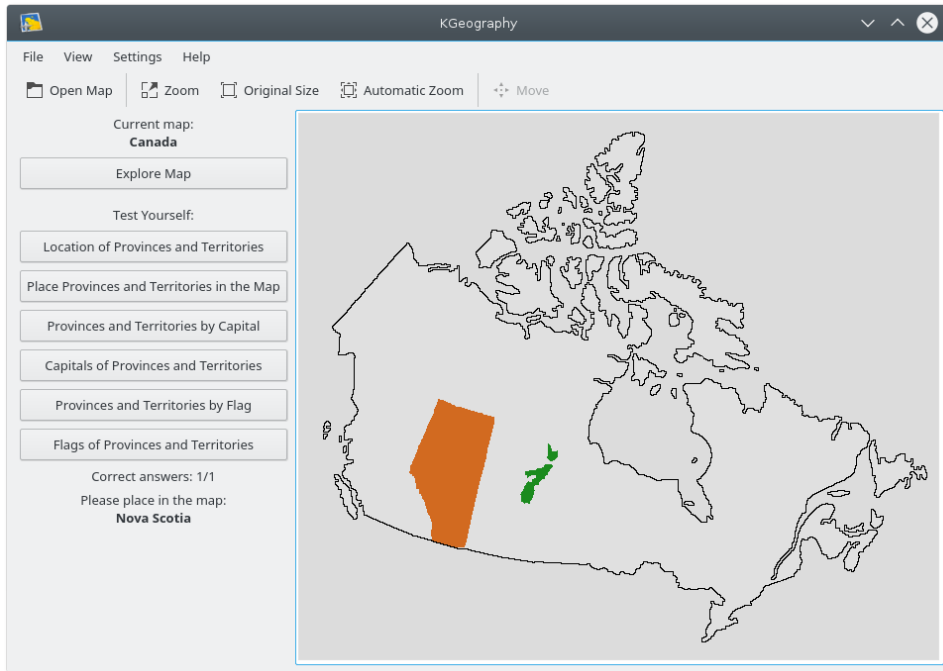 KGeography
File View Settings Help
Open Map Zoom Original Size Automatic Zoom Move
Current map:
Canada
Explore Map
Test Yourself:
Location of Provinces and Territories
Place Provinces and Territories in the Map
Provinces and Territories by Capital
Capitals of Provinces and Territories
Provinces and Territories by Flag
Flags of Provinces and Territories
Correct answers: 1/1
Please place in the map:
Nova Scotia